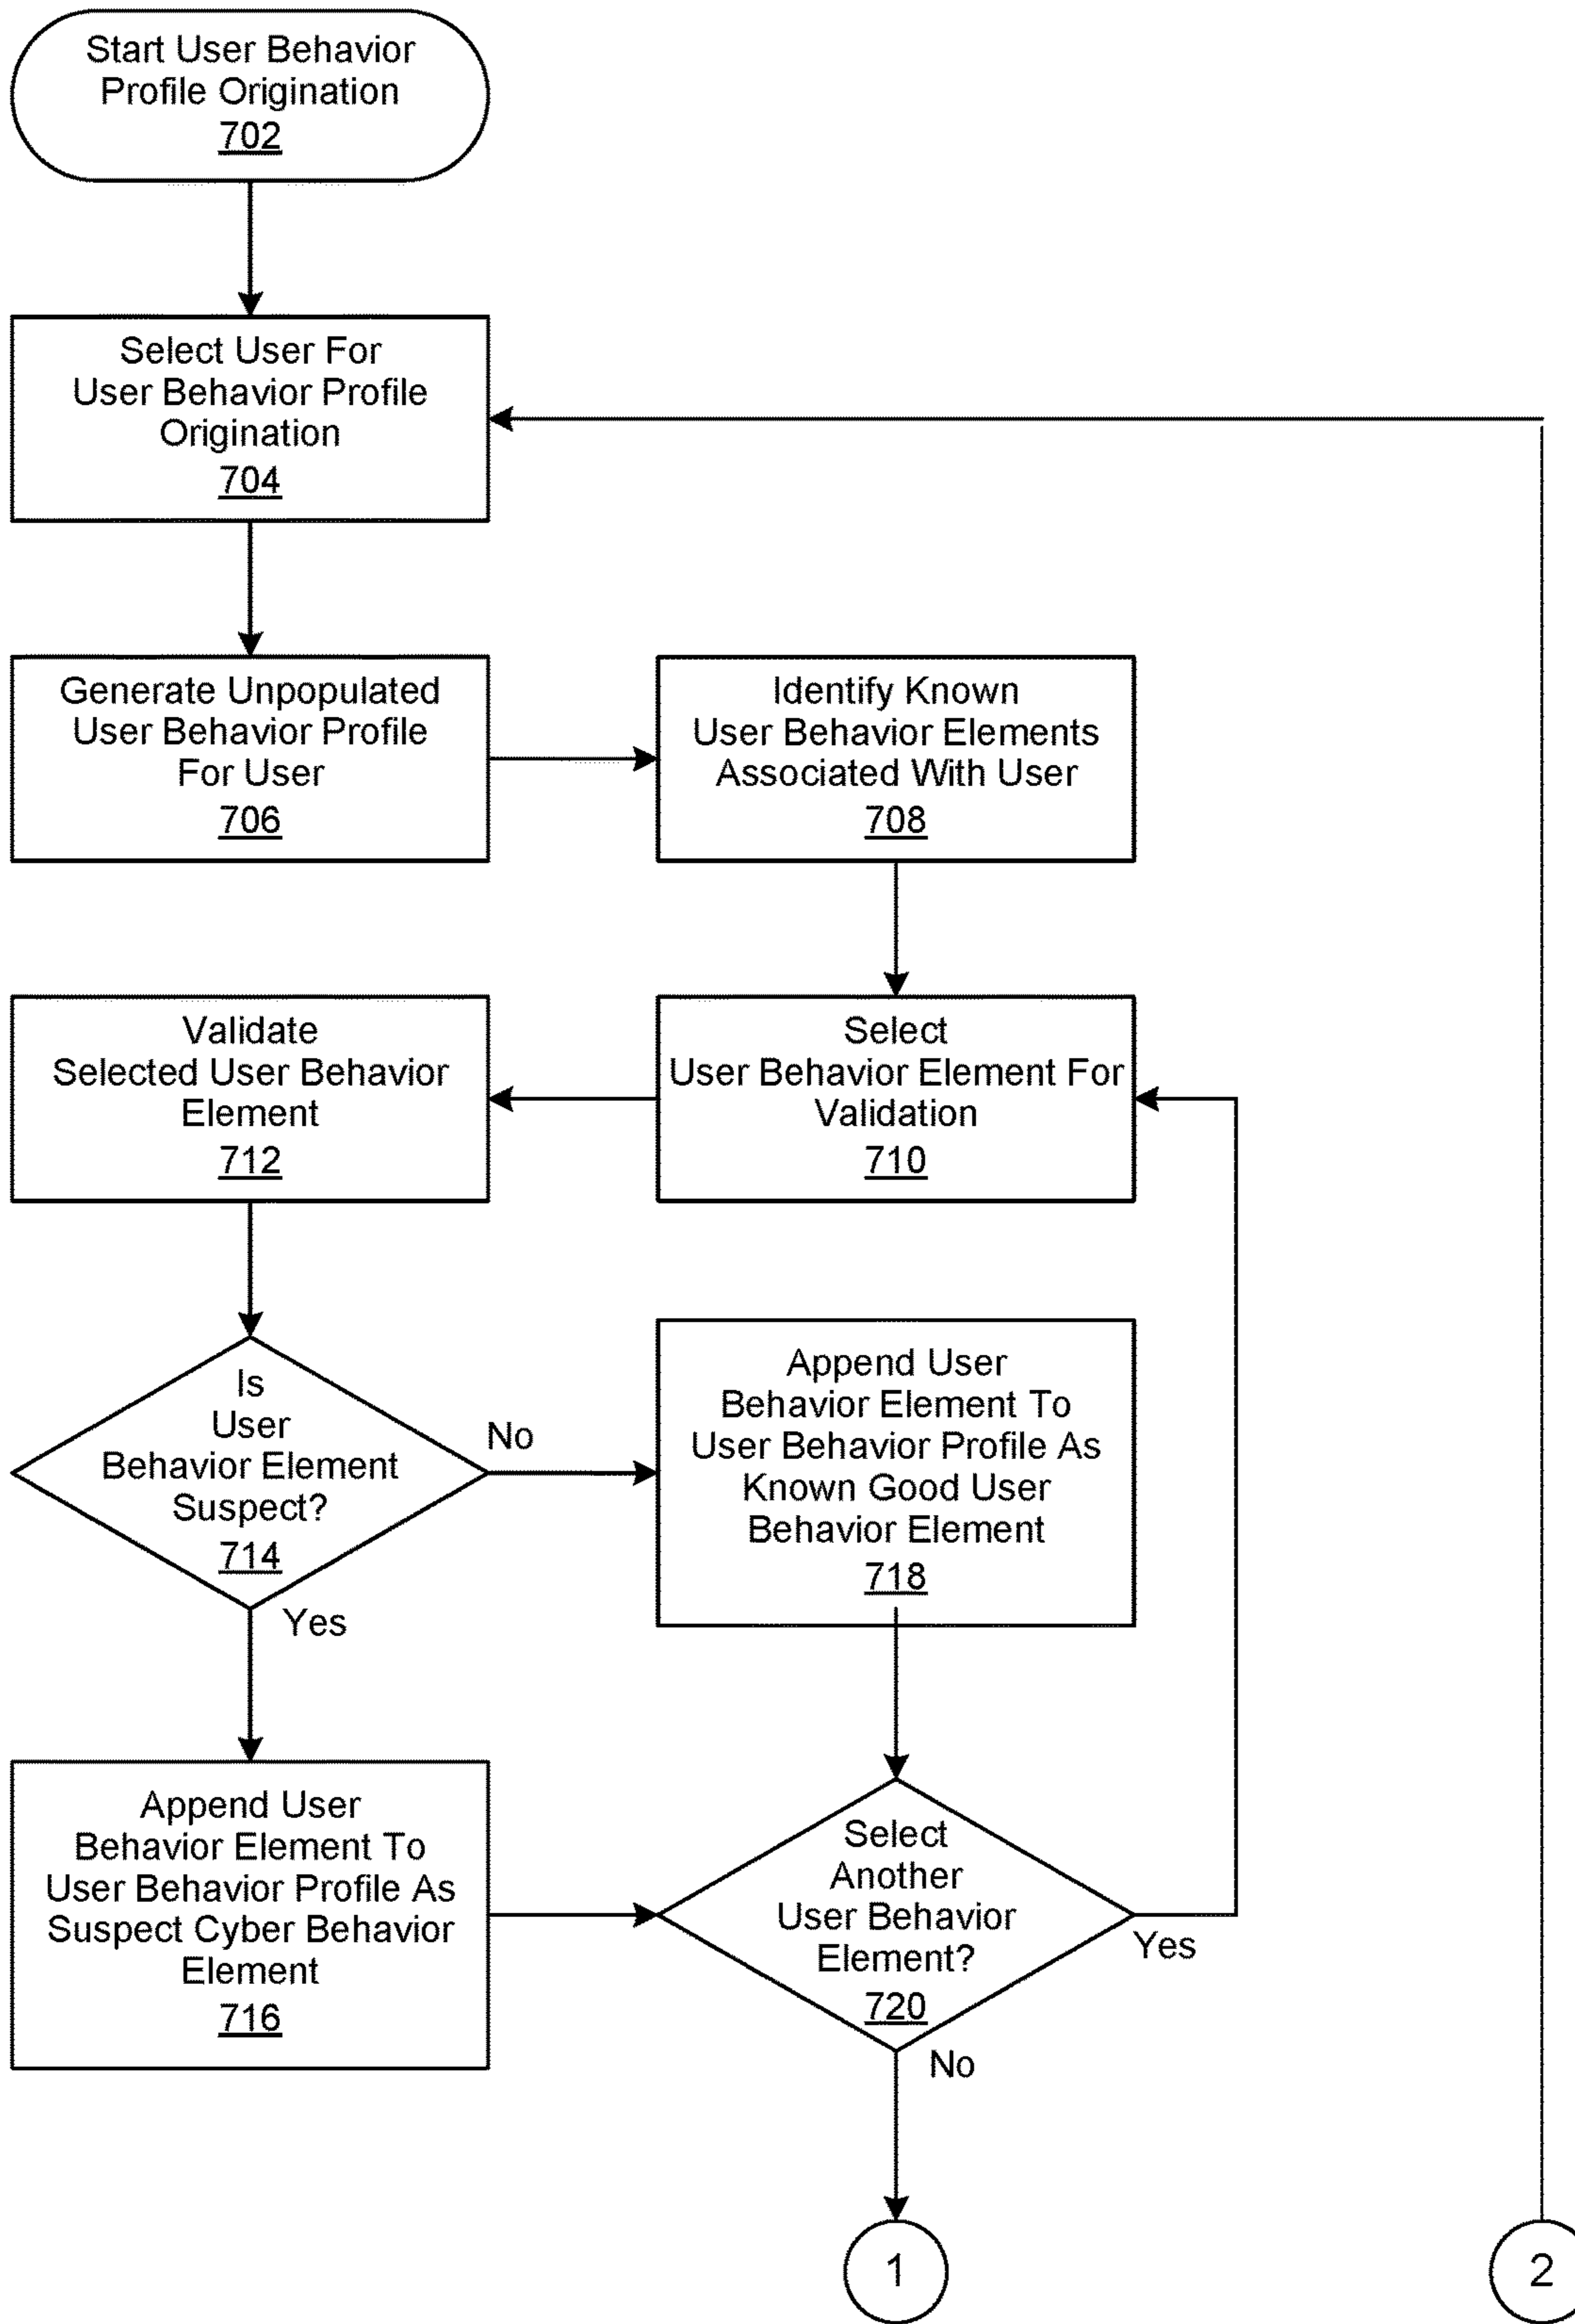 Start User Behavior
Profile Origination
702
Select User For
User Behavior Profile
Origination
704
Generate Unpopulated
User Behavior Profile
For User
706
Identify Known
User Behavior Elements
Associated With User
708
Validate
Selected User Behavior
Element
712
Select
User Behavior Element For
Validation
710
Is
User
Behavior Element
Suspect?
714
No
Yes
Append User
Behavior Element To
User Behavior Profile As
Known Good User
Behavior Element
718
Append User
Behavior Element To
User Behavior Profile As
Suspect Cyber Behavior
Element
716
Select
Another
User Behavior
Element?
720
Yes
No
1
2